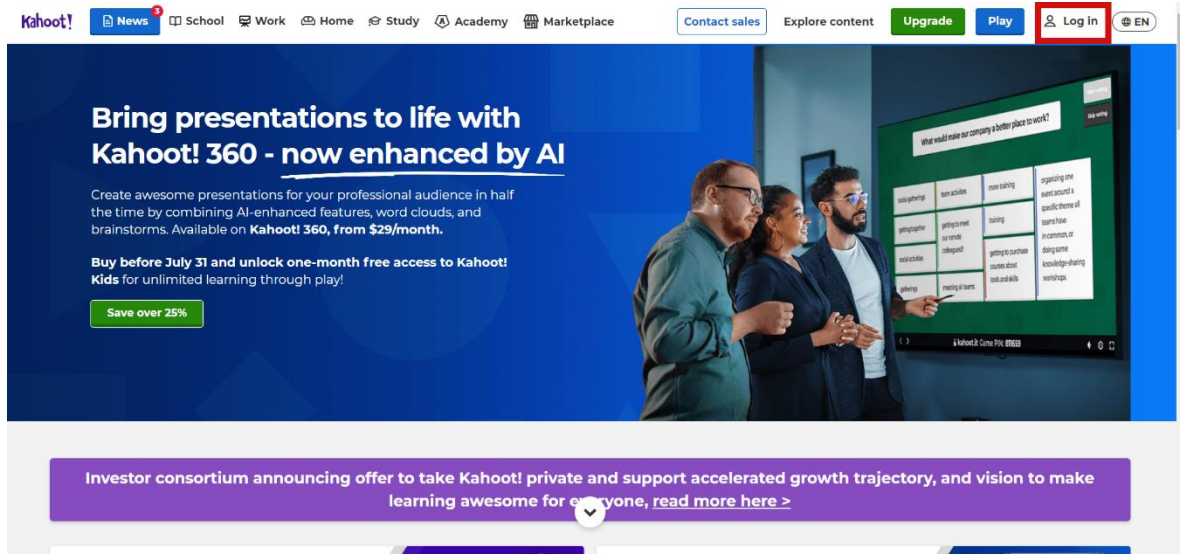 Kahoot!
News 3
School
Work
Home
Study
Academy
Marketplace
Contact sales
Explore content
Upgrade
Play
Log in
EN
Bring presentations to life with
Kahoot! 360 - now enhanced by AI
Create awesome presentations for your professional audience in half
the time by combining AI-enhanced features, word clouds, and
brainstorms. Available on Kahoot! 360, from $29/month.
Buy before July 31 and unlock one-month free access to Kahoot!
Kids for unlimited learning through play!
Save over 25%
What would make our company a better place to work?
Skip voting
social gatherings
team activities
more training
organizing one
event around a
specific theme all
teams have
in common, or
doing some
knowledge-sharing
workshops
getting together
getting to meet
our remote
colleagues!!
training
social activities
getting to purchase
courses about
tools and skills
gatherings
meeting all teams
kahoot.it Game PIN:
Investor consortium announcing offer to take Kahoot! private and support accelerated growth trajectory, and vision to make
learning awesome for everyone, read more here >